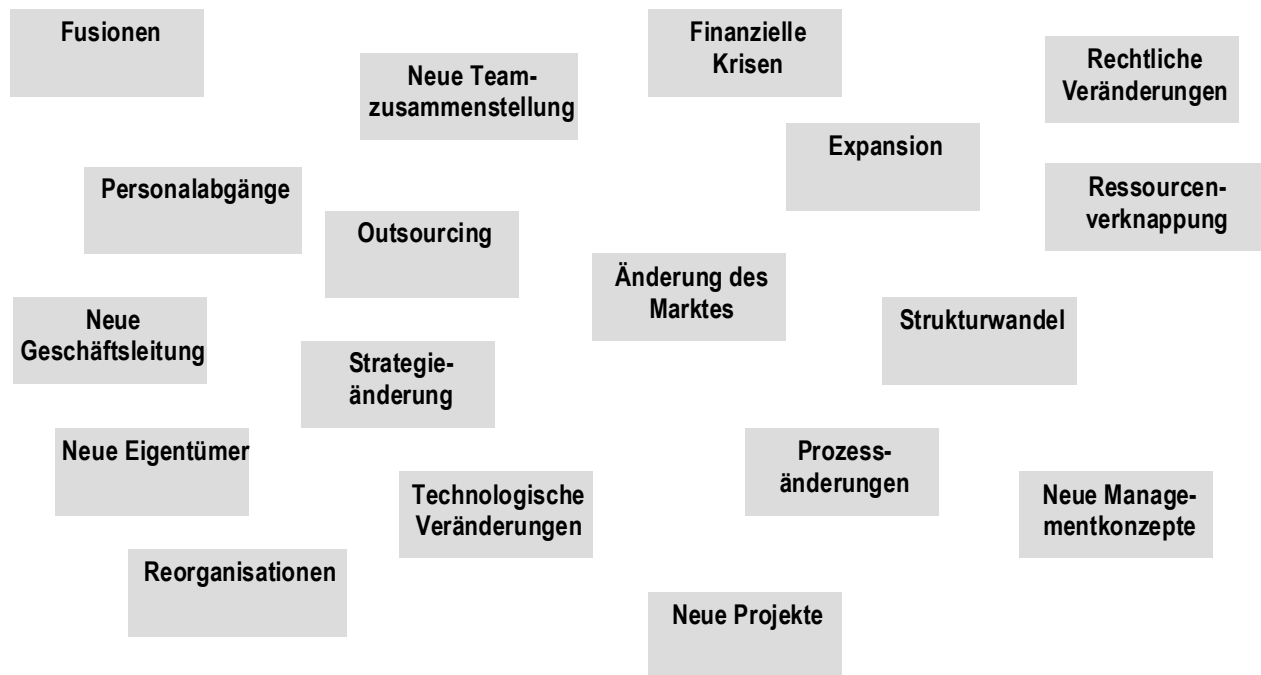 Fusionen
Finanzielle
Krisen
Rechtliche
Veränderungen
Neue Team-
zusammenstellung
Expansion
Personalabgänge
Ressourcen-
verknappung
Outsourcing
Änderung des
Marktes
Neue
Geschäftsleitung
Strukturwandel
Strategie-
änderung
Neue Eigentümer
Prozess-
änderungen
Technologische
Veränderungen
Neue Manage-
mentkonzepte
Reorganisationen
Neue Projekte